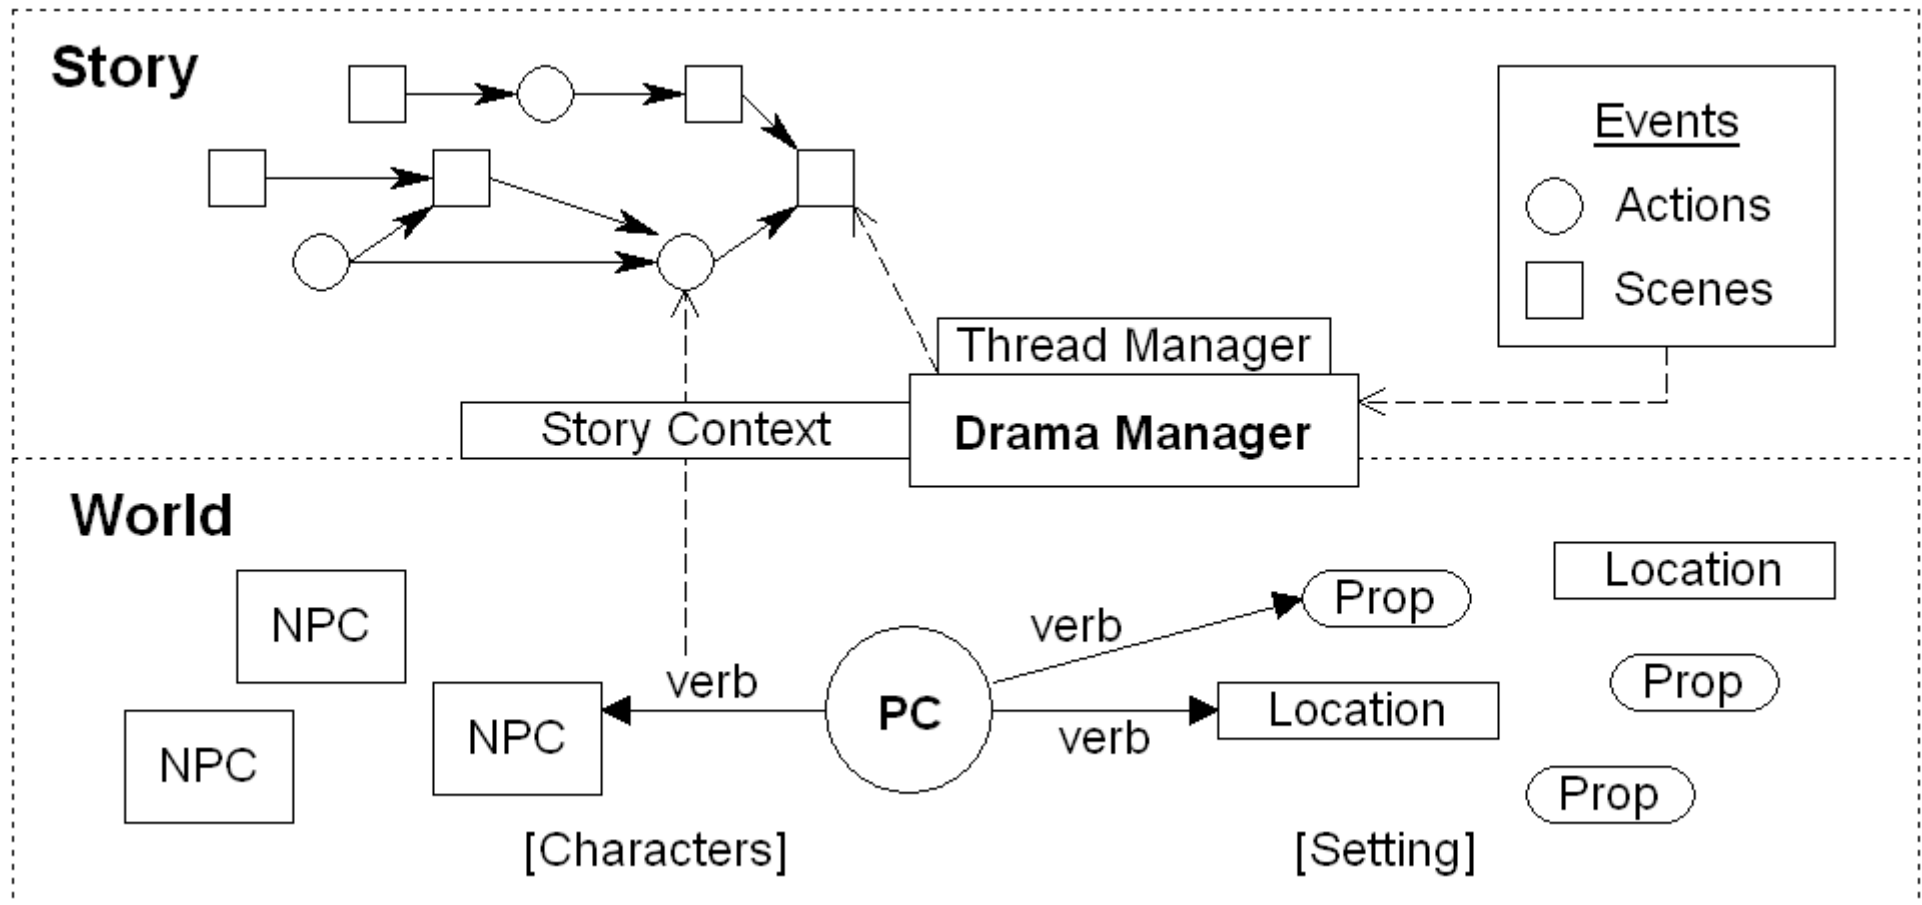 Story
Events
Actions
Scenes
Thread Manager
Story Context
Drama Manager
World
NPC
NPC
NPC
verb
PC
verb
verb
Prop
Location
Location
Prop
Prop
[Characters]
[Setting]